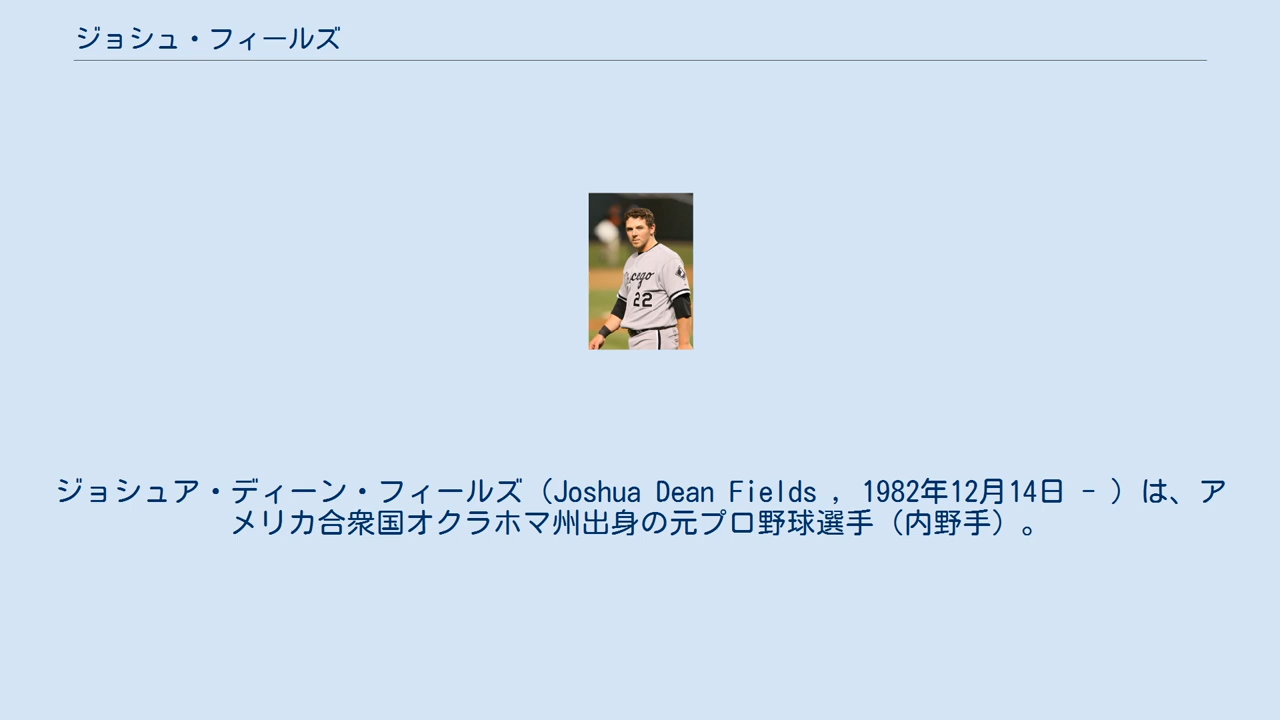 ジョシュ・フィールズ
cago
22
ジョシュア・ディーン・フィールズ（Joshua Dean Fields , 1982年12月14日 - ）は、ア
メリカ合衆国オクラホマ州出身の元プロ野球選手（内野手）。